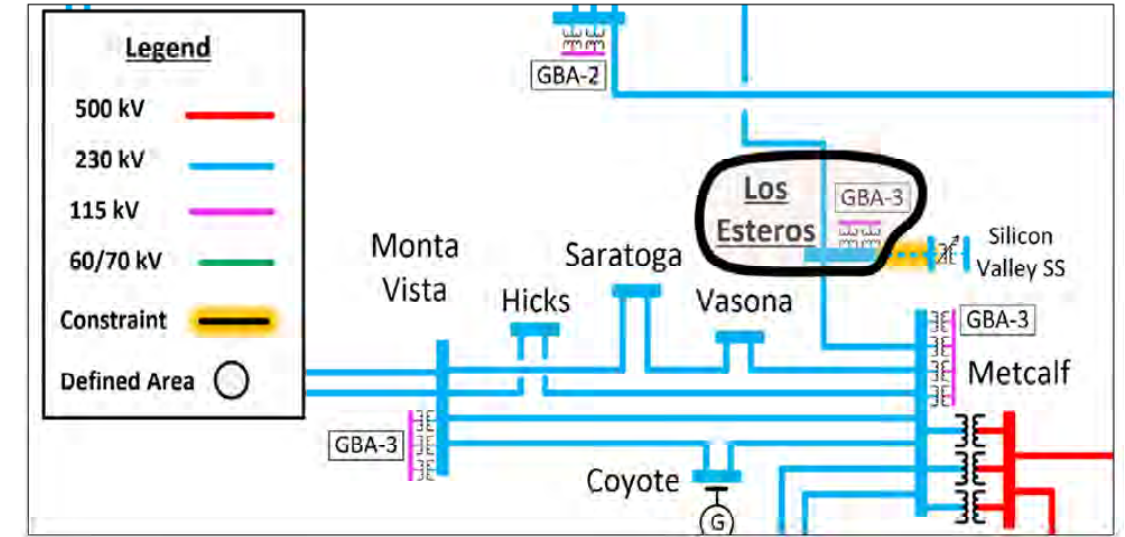 Legend
500 kV
230 kV
115 kV
60/70 kV
Constraint
Defined Area
GBA-2
Los
Esteros
GBA-3
Silicon
Valley SS
Monta
Vista
Hicks
Saratoga
Vasona
GBA-3
Metcalf
GBA-3
Coyote
G